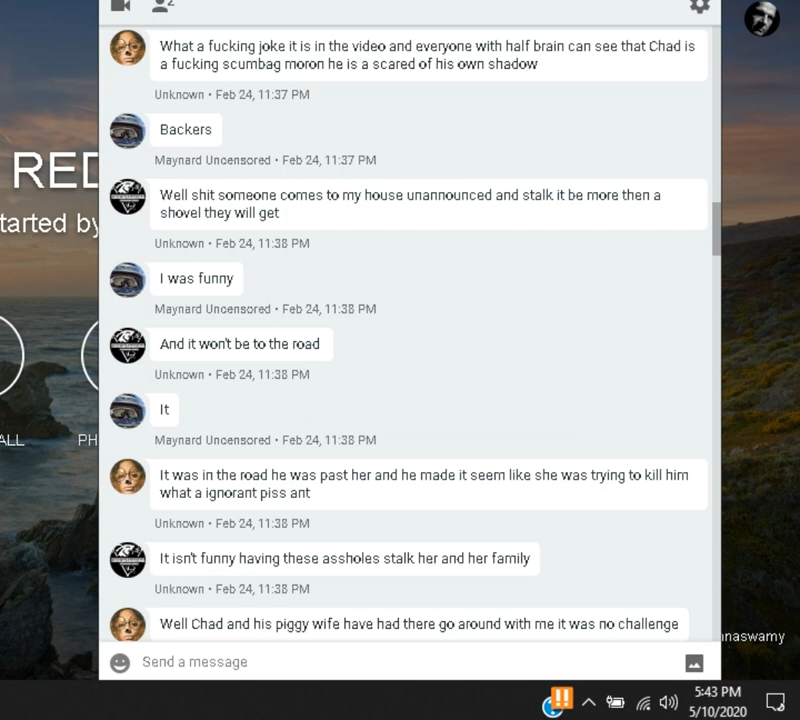 2
What a fucking joke it is in the video and everyone with half brain can see that Chad is
a fucking scumbag moron he is a scared of his own shadow
Unknown • Feb 24, 11:37 PM
Backers
Maynard Uncensored • Feb 24, 11:37 PM
RED
tarted by
Well shit someone comes to my house unannounced and stalk it be more then a
shovel they will get
Unknown • Feb 24, 11:38 PM
I was funny
Maynard Uncensored • Feb 24, 11:38 PM
And it won't be to the road
Unknown • Feb 24, 11:38 PM
It
Maynard Uncensored • Feb 24, 11:38 PM
ALL
PH
It was in the road he was past her and he made it seem like she was trying to kill him
what a ignorant piss ant
Unknown • Feb 24, 11:38 PM
It isn't funny having these assholes stalk her and her family
Unknown • Feb 24, 11:38 PM
Well Chad and his piggy wife have had there go around with me it was no challenge
nnaswamy
Send a message
5:43 PM
5/10/2020